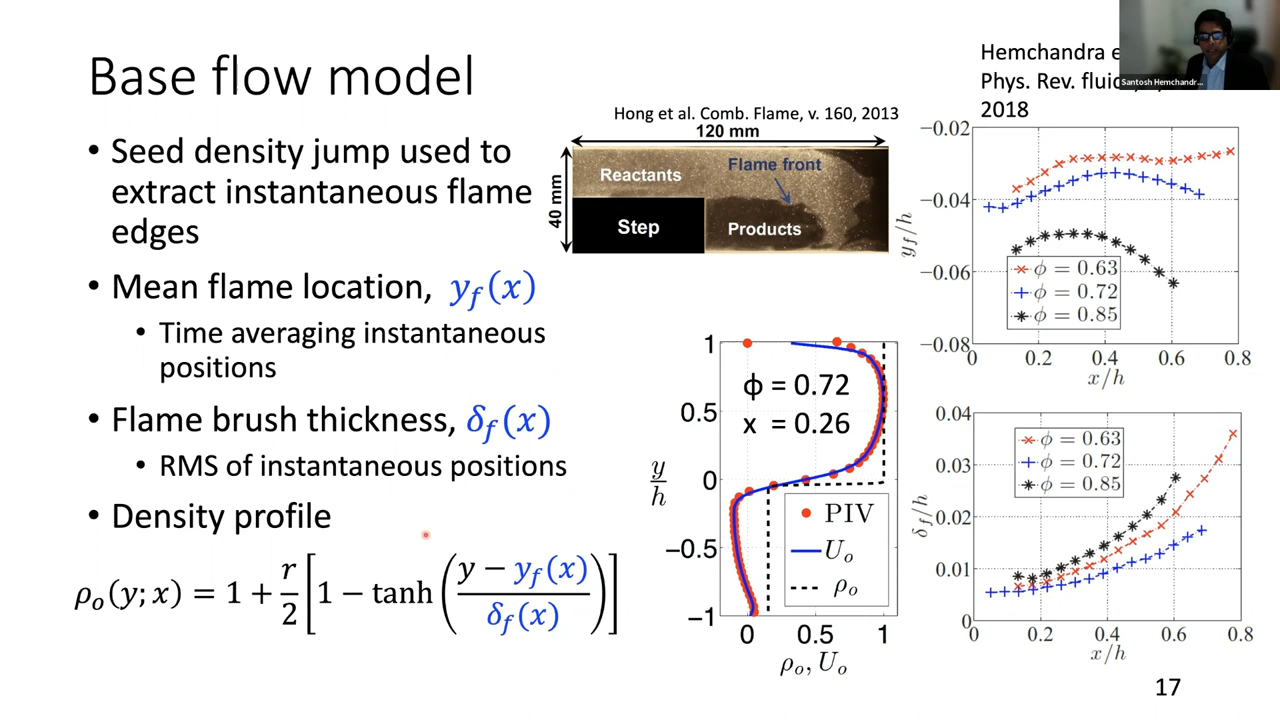 Base flow model
• Seed density jump used to
extract instantaneous flame
edges
• Mean flame location, y_f(x)
• Time averaging instantaneous
positions
• Flame brush thickness, δ_f(x)
• RMS of instantaneous positions
• Density profile
ρ_o(y; x) = 1 + r/2 [1 − tanh((y − y_f(x))/δ_f(x))]
Hong et al. Comb. Flame, v. 160, 2013
120 mm
40 mm
Reactants
Flame front
Step
Products
1
0.5
0
−0.5
−1
y/h
ϕ = 0.72
x = 0.26
PIV
U_o
ρ_o
0
0.5
1
ρ_o, U_o
Hemchandra
Phys. Rev.
2018
Santosh Hemchandr...
−0.02
−0.04
−0.06
−0.08
y_f/h
ϕ = 0.63
ϕ = 0.72
ϕ = 0.85
0
0.2
0.4
0.6
0.8
x/h
0.04
0.03
0.02
0.01
0
δ_f/h
ϕ = 0.63
ϕ = 0.72
ϕ = 0.85
0
0.2
0.4
0.6
0.8
x/h
17